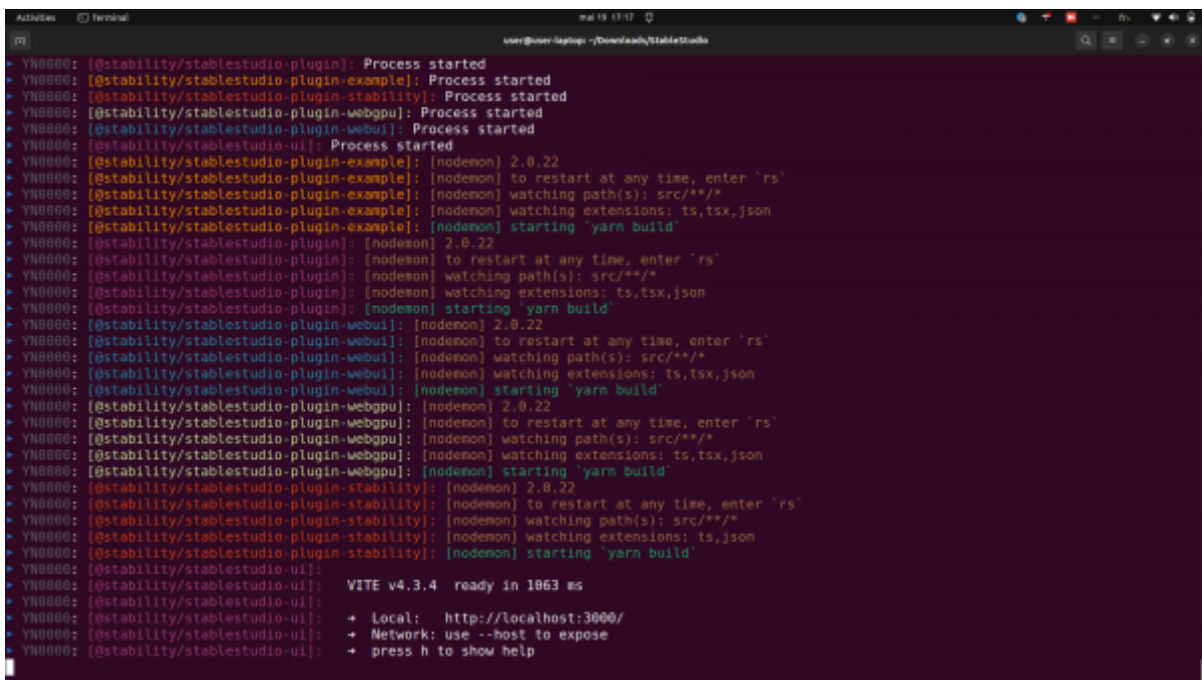 Activities Terminal mai 19 17:17
user@user-laptop: ~/Downloads/StableStudio
YN0000: [@stability/stablestudio-plugin]: Process started
YN0000: [@stability/stablestudio-plugin-example]: Process started
YN0000: [@stability/stablestudio-plugin-stability]: Process started
YN0000: [@stability/stablestudio-plugin-webgpu]: Process started
YN0000: [@stability/stablestudio-plugin-webui]: Process started
YN0000: [@stability/stablestudio-ui]: Process started
YN0000: [@stability/stablestudio-plugin-example]: [nodemon] 2.0.22
YN0000: [@stability/stablestudio-plugin-example]: [nodemon] to restart at any time, enter `rs`
YN0000: [@stability/stablestudio-plugin-example]: [nodemon] watching path(s): src/**/*
YN0000: [@stability/stablestudio-plugin-example]: [nodemon] watching extensions: ts,tsx,json
YN0000: [@stability/stablestudio-plugin-example]: [nodemon] starting `yarn build`
YN0000: [@stability/stablestudio-plugin]: [nodemon] 2.0.22
YN0000: [@stability/stablestudio-plugin]: [nodemon] to restart at any time, enter `rs`
YN0000: [@stability/stablestudio-plugin]: [nodemon] watching path(s): src/**/*
YN0000: [@stability/stablestudio-plugin]: [nodemon] watching extensions: ts,tsx,json
YN0000: [@stability/stablestudio-plugin]: [nodemon] starting `yarn build`
YN0000: [@stability/stablestudio-plugin-webui]: [nodemon] 2.0.22
YN0000: [@stability/stablestudio-plugin-webui]: [nodemon] to restart at any time, enter `rs`
YN0000: [@stability/stablestudio-plugin-webui]: [nodemon] watching path(s): src/**/*
YN0000: [@stability/stablestudio-plugin-webui]: [nodemon] watching extensions: ts,tsx,json
YN0000: [@stability/stablestudio-plugin-webui]: [nodemon] starting `yarn build`
YN0000: [@stability/stablestudio-plugin-webgpu]: [nodemon] 2.0.22
YN0000: [@stability/stablestudio-plugin-webgpu]: [nodemon] to restart at any time, enter `rs`
YN0000: [@stability/stablestudio-plugin-webgpu]: [nodemon] watching path(s): src/**/*
YN0000: [@stability/stablestudio-plugin-webgpu]: [nodemon] watching extensions: ts,tsx,json
YN0000: [@stability/stablestudio-plugin-webgpu]: [nodemon] starting `yarn build`
YN0000: [@stability/stablestudio-plugin-stability]: [nodemon] 2.0.22
YN0000: [@stability/stablestudio-plugin-stability]: [nodemon] to restart at any time, enter `rs`
YN0000: [@stability/stablestudio-plugin-stability]: [nodemon] watching path(s): src/**/*
YN0000: [@stability/stablestudio-plugin-stability]: [nodemon] watching extensions: ts,json
YN0000: [@stability/stablestudio-plugin-stability]: [nodemon] starting `yarn build`
YN0000: [@stability/stablestudio-ui]:
YN0000: [@stability/stablestudio-ui]: VITE v4.3.4 ready in 1063 ms
YN0000: [@stability/stablestudio-ui]:
YN0000: [@stability/stablestudio-ui]: ➜ Local: http://localhost:3000/
YN0000: [@stability/stablestudio-ui]: ➜ Network: use --host to expose
YN0000: [@stability/stablestudio-ui]: ➜ press h to show help